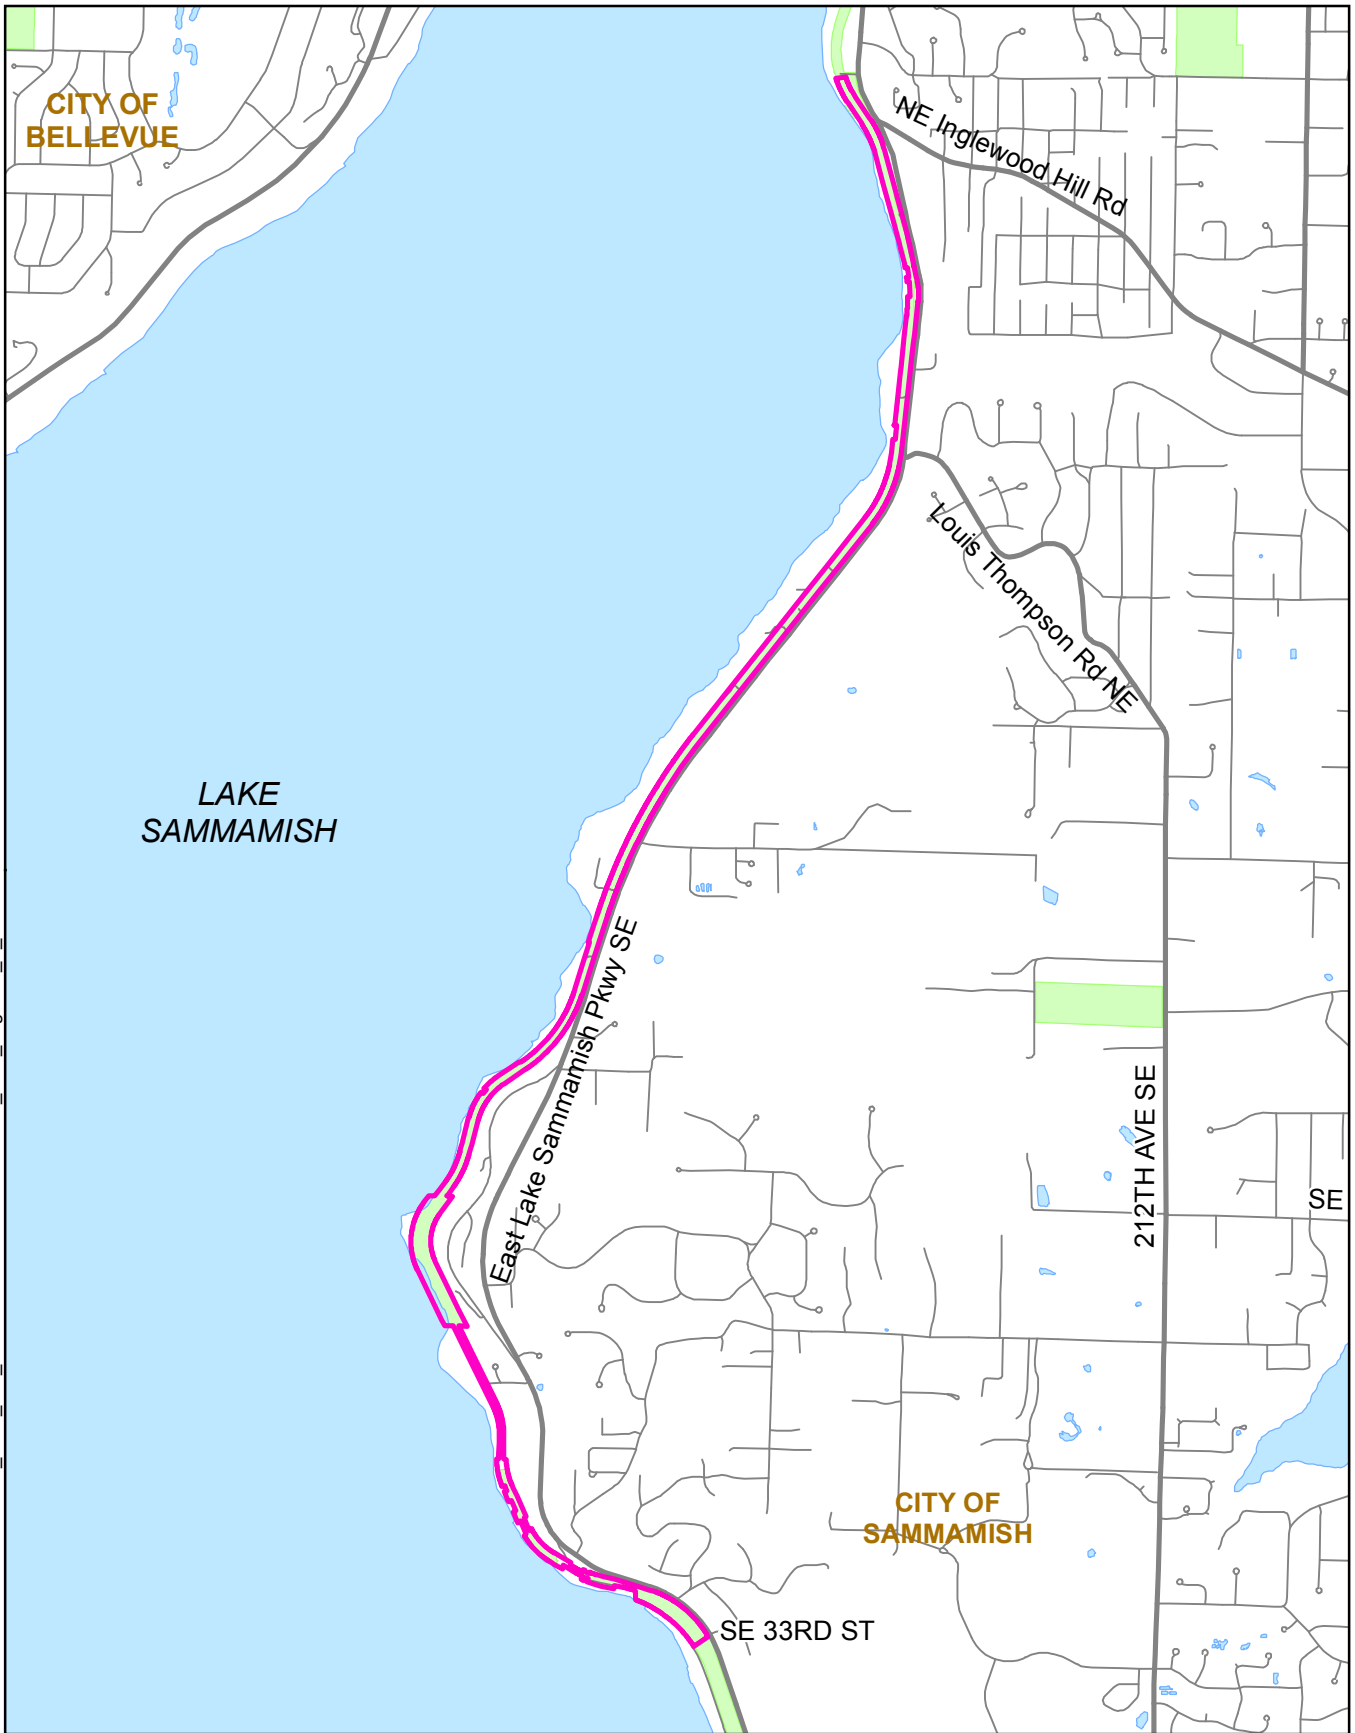 CITY OF
BELLEVUE
NE Inglewood Hill Rd
Louis Thompson Rd NE
LAKE
SAMMAMISH
East Lake Sammamish Pkwy SE
212TH AVE SE
SE
CITY OF
SAMMAMISH
SE 33RD ST